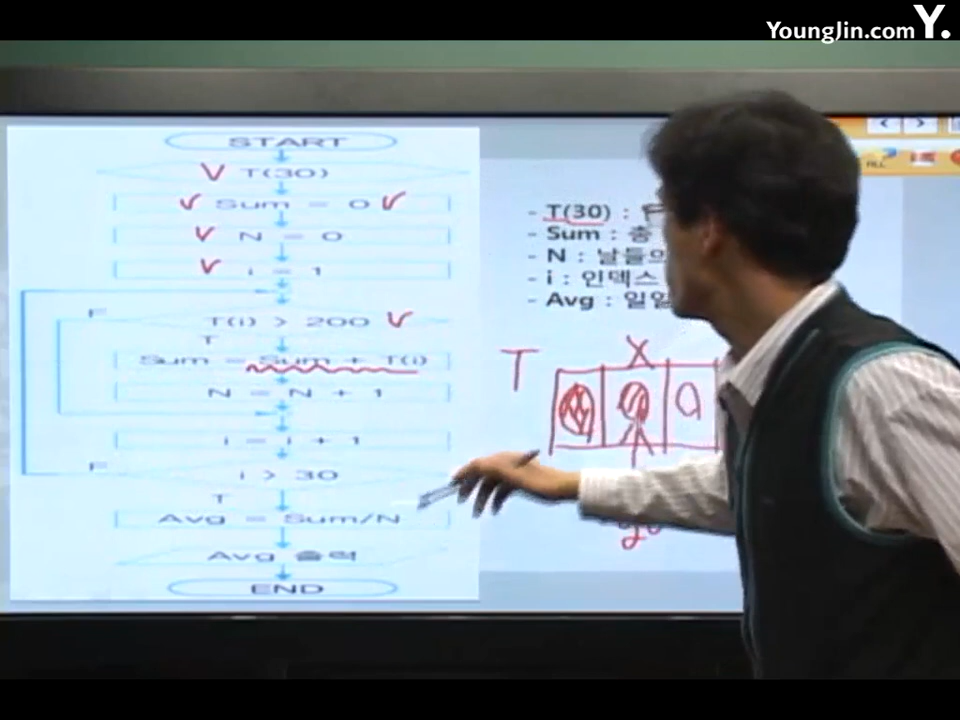 YoungJin.com Y.
START
T(30)
Sum = 0
N = 0
i = 1
F
T(i) > 200
T
Sum = Sum + T(i)
N = N + 1
i = i + 1
F
i > 30
T
Avg = Sum/N
Avg 출력
END
ALL
- T(30) :
- Sum : 총
- N : 날들의
- i : 인덱스
- Avg : 일일
T
X